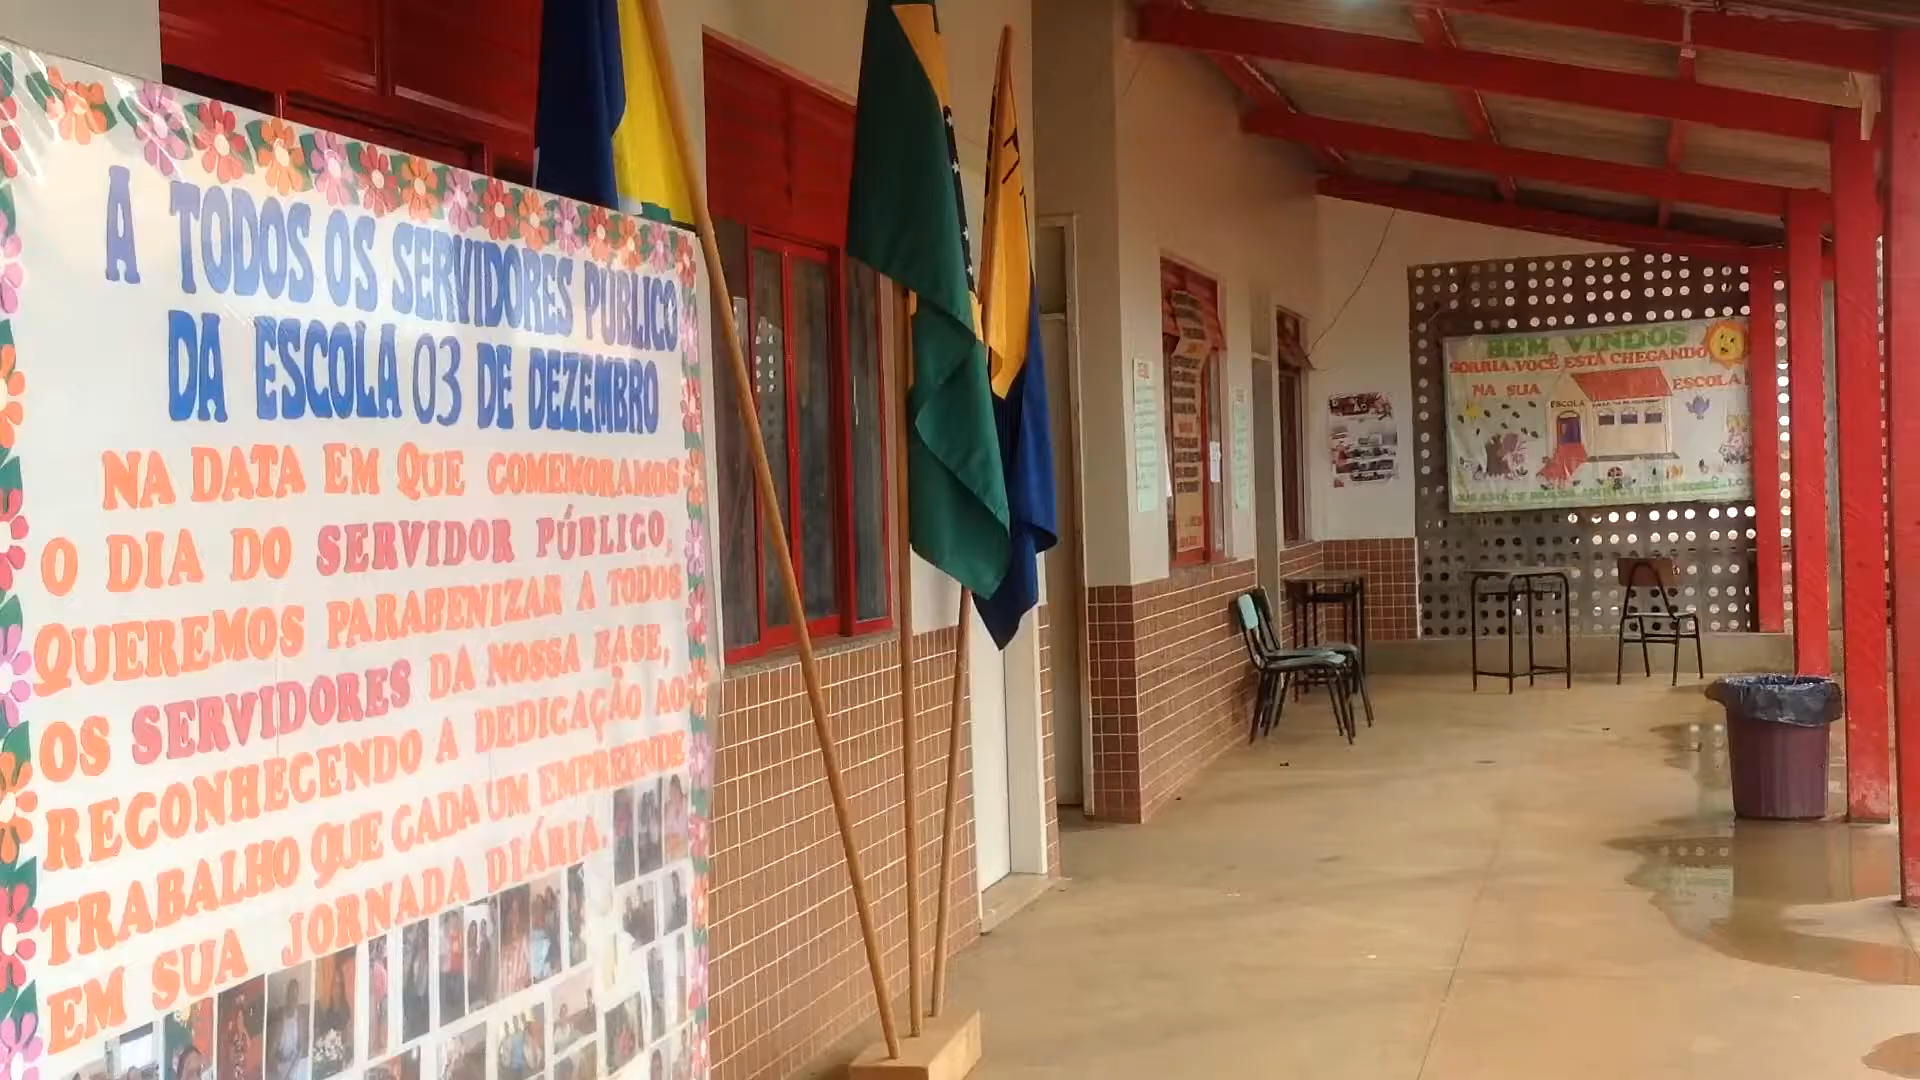 A TODOS OS SERVIDORES PÚBLICO
DA ESCOLA 03 DE DEZEMBRO
NA DATA EM QUE COMEMORAMOS
O DIA DO SERVIDOR PÚBLICO,
QUEREMOS PARABENIZAR A TODOS
OS SERVIDORES DA NOSSA BASE,
RECONHECENDO A DEDICAÇÃO AO
TRABALHO QUE CADA UM EMPREENDE
EM SUA JORNADA DIÁRIA.
BEM VINDOS
SORRIA, VOCÊ ESTÁ CHEGANDO
NA SUA ESCOLA
ESCOLA